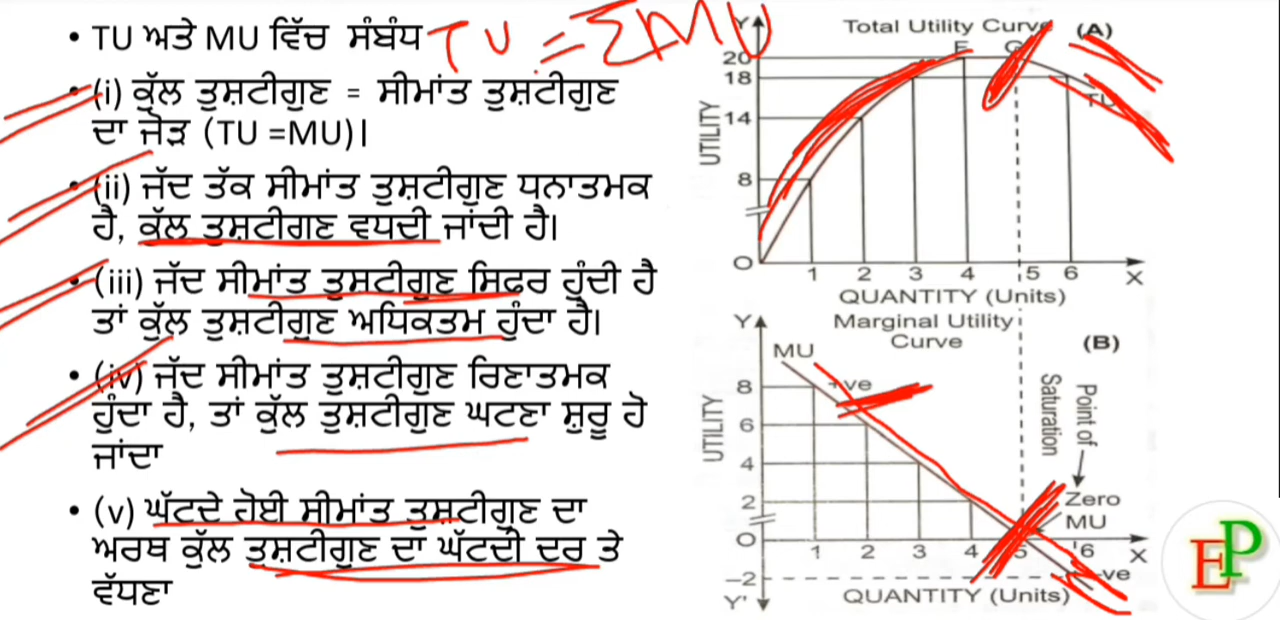 • TU ਅਤੇ MU ਵਿੱਚ ਸੰਬੰਧ TU = ΣMU
• (i) ਕੁੱਲ ਤੁਸ਼ਟੀਗੁਣ = ਸੀਮਾਂਤ ਤੁਸ਼ਟੀਗੁਣ
ਦਾ ਜੋੜ (TU =MU)।
• (ii) ਜੱਦ ਤੱਕ ਸੀਮਾਂਤ ਤੁਸ਼ਟੀਗੁਣ ਧਨਾਤਮਕ
ਹੈ, ਕੁੱਲ ਤੁਸ਼ਟੀਗੁਣ ਵਧਦੀ ਜਾਂਦੀ ਹੈ।
• (iii) ਜੱਦ ਸੀਮਾਂਤ ਤੁਸ਼ਟੀਗੁਣ ਸਿਫਰ ਹੁੰਦੀ ਹੈ
ਤਾਂ ਕੁੱਲ ਤੁਸ਼ਟੀਗੁਣ ਅਧਿਕਤਮ ਹੁੰਦਾ ਹੈ।
• (iv) ਜੱਦ ਸੀਮਾਂਤ ਤੁਸ਼ਟੀਗੁਣ ਰਿਣਾਤਮਕ
ਹੁੰਦਾ ਹੈ, ਤਾਂ ਕੁੱਲ ਤੁਸ਼ਟੀਗੁਣ ਘਟਣਾ ਸ਼ੁਰੂ ਹੋ
ਜਾਂਦਾ
• (v) ਘੱਟਦੇ ਹੋਈ ਸੀਮਾਂਤ ਤੁਸ਼ਟੀਗੁਣ ਦਾ
ਅਰਥ ਕੁੱਲ ਤੁਸ਼ਟੀਗੁਣ ਦਾ ਘੱਟਦੀ ਦਰ ਤੇ
ਵੱਧਣਾ
Y Total Utility Curve (A)
20
18
TU
14
UTILITY
8
O 1 2 3 4 5 6 X
QUANTITY (Units)
Y Marginal Utility
Curve (B)
MU
+ve
8
6
4
2
UTILITY
Saturation
Point of
Zero
MU
O 1 2 3 4 5 6 X
-ve
–2
Y' QUANTITY (Units)
EP